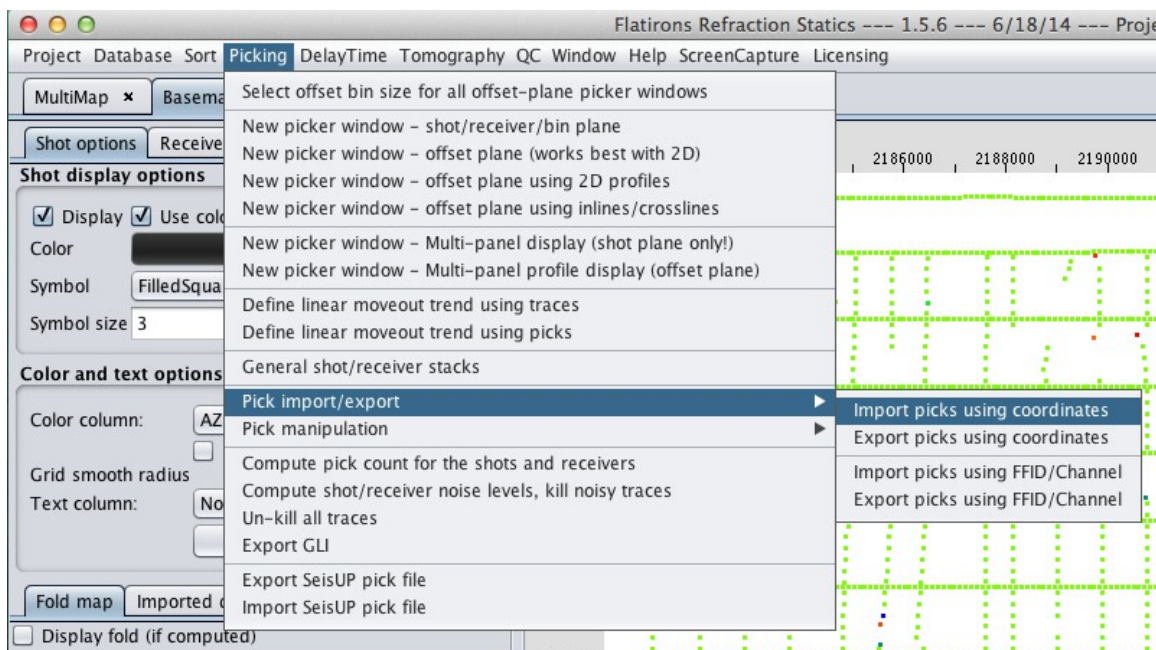 Flatirons Refraction Statics --- 1.5.6 --- 6/18/14 --- Proje
Project Database Sort Picking DelayTime Tomography QC Window Help ScreenCapture Licensing
MultiMap × Basema
Shot options Receive
Shot display options
Display Use colo
Color
Symbol FilledSqua
Symbol size 3
Color and text options
Color column: AZ
Grid smooth radius
Text column: No
Fold map Imported c
Display fold (if computed)
Select offset bin size for all offset-plane picker windows
New picker window - shot/receiver/bin plane
New picker window - offset plane (works best with 2D)
New picker window - offset plane using 2D profiles
New picker window - offset plane using inlines/crosslines
New picker window - Multi-panel display (shot plane only!)
New picker window - Multi-panel profile display (offset plane)
Define linear moveout trend using traces
Define linear moveout trend using picks
General shot/receiver stacks
Pick import/export
Pick manipulation
Compute pick count for the shots and receivers
Compute shot/receiver noise levels, kill noisy traces
Un-kill all traces
Export GLI
Export SeisUP pick file
Import SeisUP pick file
Import picks using coordinates
Export picks using coordinates
Import picks using FFID/Channel
Export picks using FFID/Channel
2186000 2188000 2190000